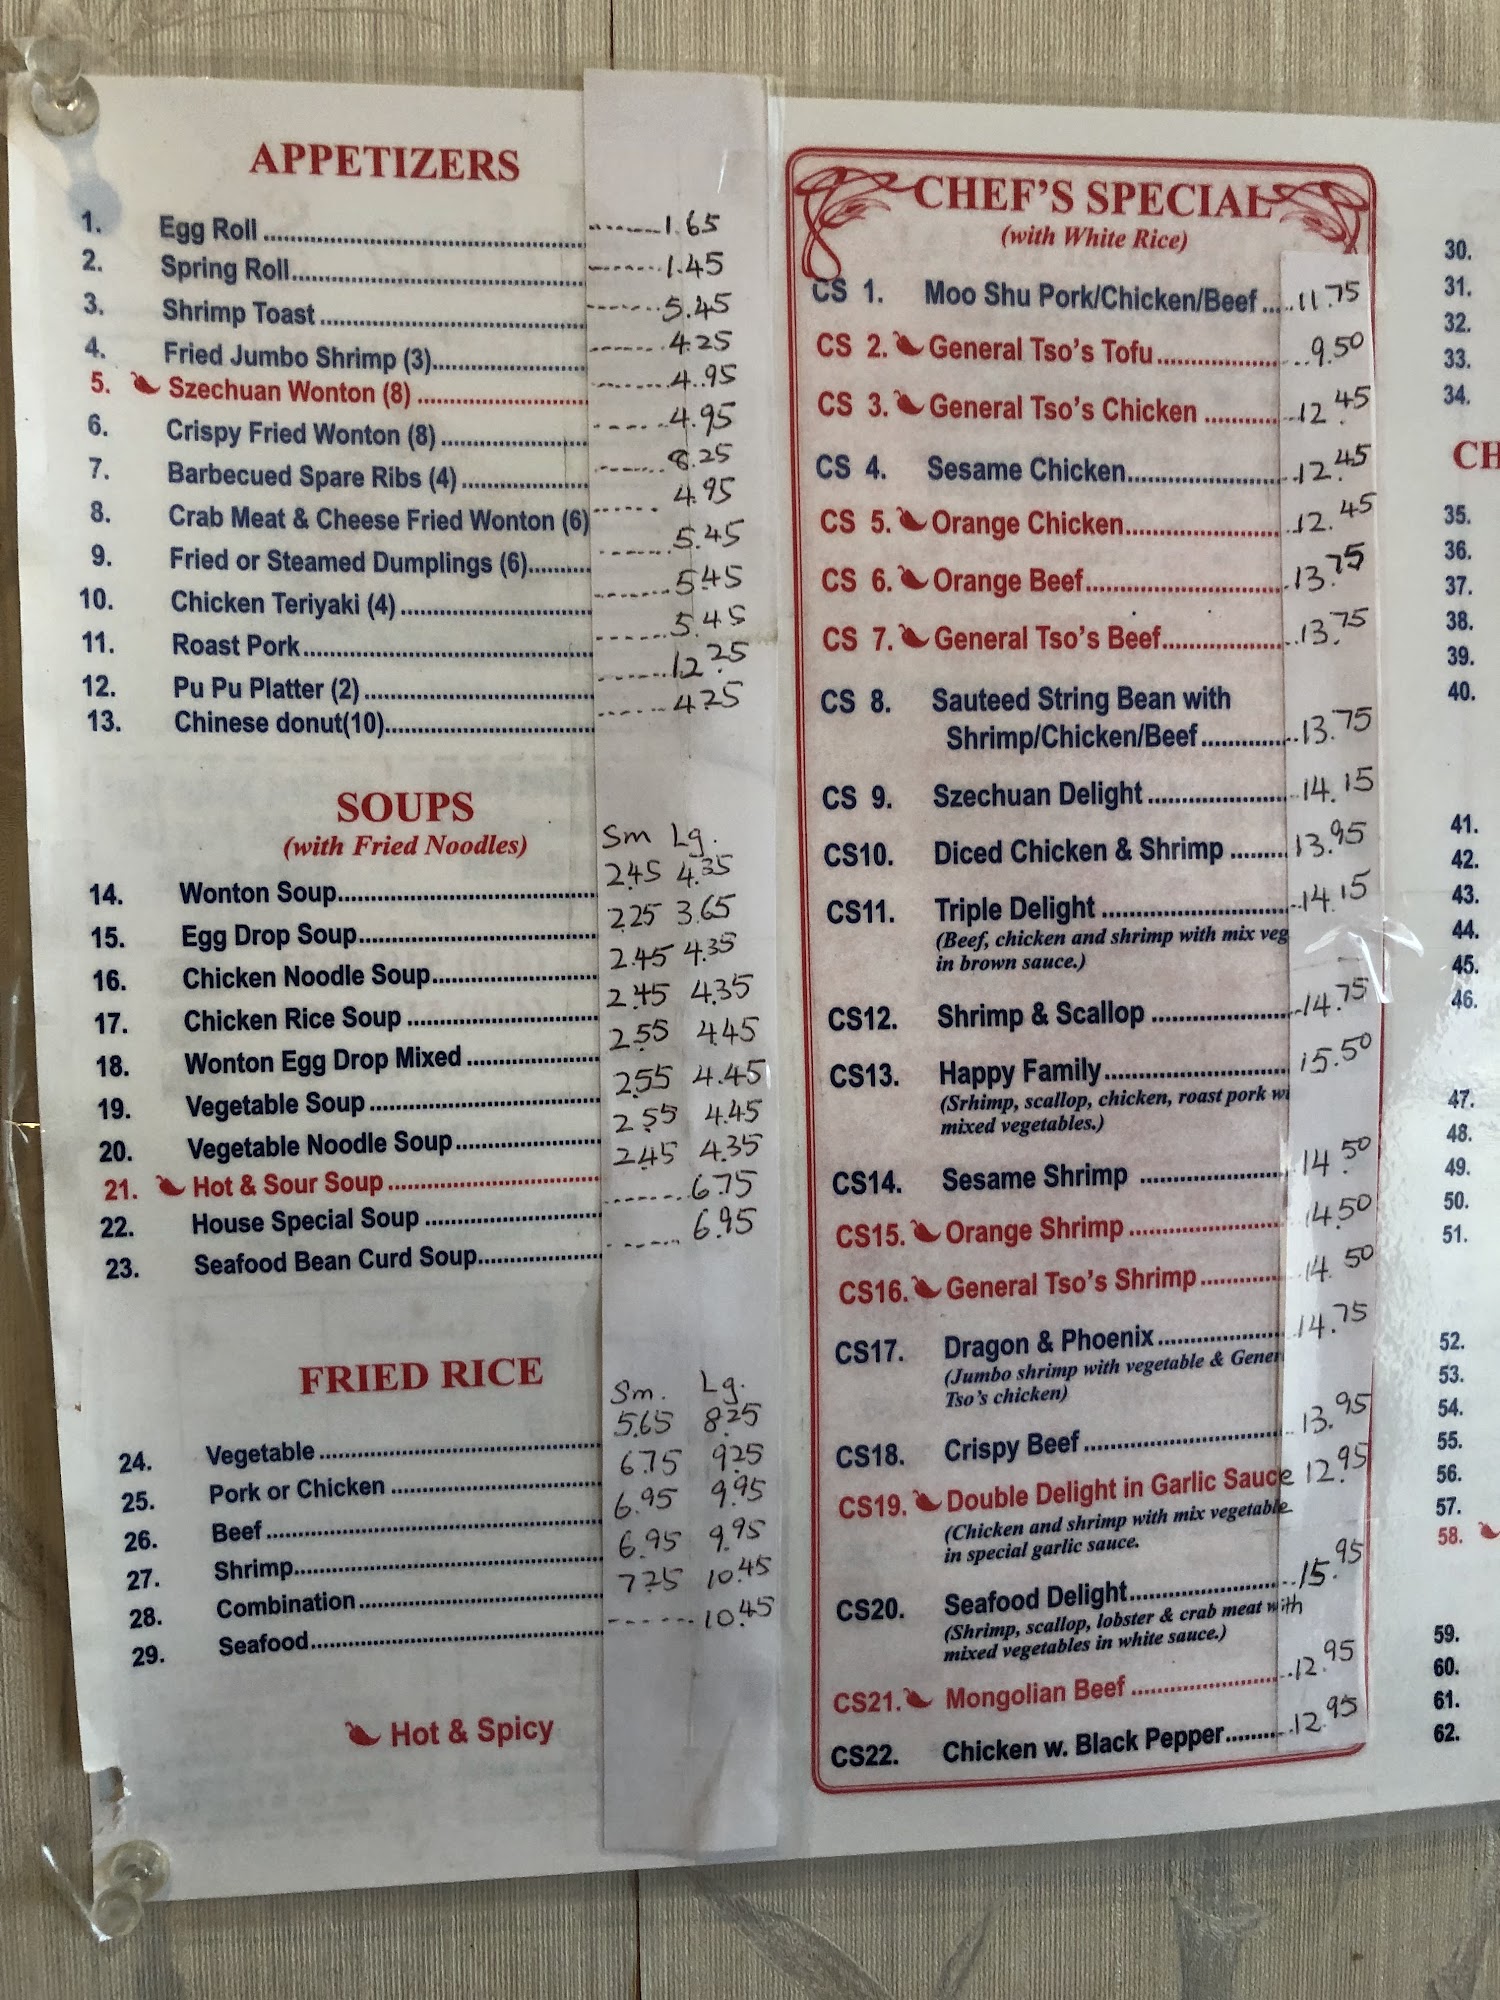 APPETIZERS
1. Egg Roll ........ 1.65
2. Spring Roll ........ 1.45
3. Shrimp Toast ........ 5.45
4. Fried Jumbo Shrimp (3) ........ 4.25
5. Szechuan Wonton (8) ........ 4.95
6. Crispy Fried Wonton (8) ........ 4.95
7. Barbecued Spare Ribs (4) ........ 8.25
8. Crab Meat & Cheese Fried Wonton (6) ........ 4.95
9. Fried or Steamed Dumplings (6) ........ 5.45
10. Chicken Teriyaki (4) ........ 5.45
11. Roast Pork ........ 5.45
12. Pu Pu Platter (2) ........ 12.25
13. Chinese donut(10) ........ 4.25
SOUPS
(with Fried Noodles) Sm Lg.
14. Wonton Soup ........ 2.45 4.35
15. Egg Drop Soup ........ 2.25 3.65
16. Chicken Noodle Soup ........ 2.45 4.35
17. Chicken Rice Soup ........ 2.45 4.35
18. Wonton Egg Drop Mixed ........ 2.55 4.45
19. Vegetable Soup ........ 2.55 4.45
20. Vegetable Noodle Soup ........ 2.55 4.45
21. Hot & Sour Soup ........ 2.45 4.35
22. House Special Soup ........ 6.75
23. Seafood Bean Curd Soup ........ 6.95
FRIED RICE
Sm. Lg.
24. Vegetable ........ 5.65 8.25
25. Pork or Chicken ........ 6.75 9.25
26. Beef ........ 6.95 9.95
27. Shrimp ........ 6.95 9.95
28. Combination ........ 7.25 10.45
29. Seafood ........ 10.45
Hot & Spicy
CHEF'S SPECIAL
(with White Rice)
CS 1. Moo Shu Pork/Chicken/Beef ........ 11.75
CS 2. General Tso's Tofu ........ 9.50
CS 3. General Tso's Chicken ........ 12.45
CS 4. Sesame Chicken ........ 12.45
CS 5. Orange Chicken ........ 12.45
CS 6. Orange Beef ........ 13.75
CS 7. General Tso's Beef ........ 13.75
CS 8. Sauteed String Bean with
Shrimp/Chicken/Beef ........ 13.75
CS 9. Szechuan Delight ........ 14.15
CS10. Diced Chicken & Shrimp ........ 13.95
CS11. Triple Delight ........ 14.15
(Beef, chicken and shrimp with mix veg
in brown sauce.)
CS12. Shrimp & Scallop ........ 14.75
CS13. Happy Family ........ 15.50
(Srhimp, scallop, chicken, roast pork wi
mixed vegetables.)
CS14. Sesame Shrimp ........ 14.50
CS15. Orange Shrimp ........ 14.50
CS16. General Tso's Shrimp ........ 14.50
CS17. Dragon & Phoenix ........ 14.75
(Jumbo shrimp with vegetable & Gener
Tso's chicken)
CS18. Crispy Beef ........ 13.95
CS19. Double Delight in Garlic Sauce 12.95
(Chicken and shrimp with mix vegetable
in special garlic sauce.
CS20. Seafood Delight ........ 15.95
(Shrimp, scallop, lobster & crab meat with
mixed vegetables in white sauce.)
CS21. Mongolian Beef ........ 12.95
CS22. Chicken w. Black Pepper ........ 12.95
30.
31.
32.
33.
34.
CH
35.
36.
37.
38.
39.
40.
41.
42.
43.
44.
45.
46.
47.
48.
49.
50.
51.
52.
53.
54.
55.
56.
57.
58.
59.
60.
61.
62.